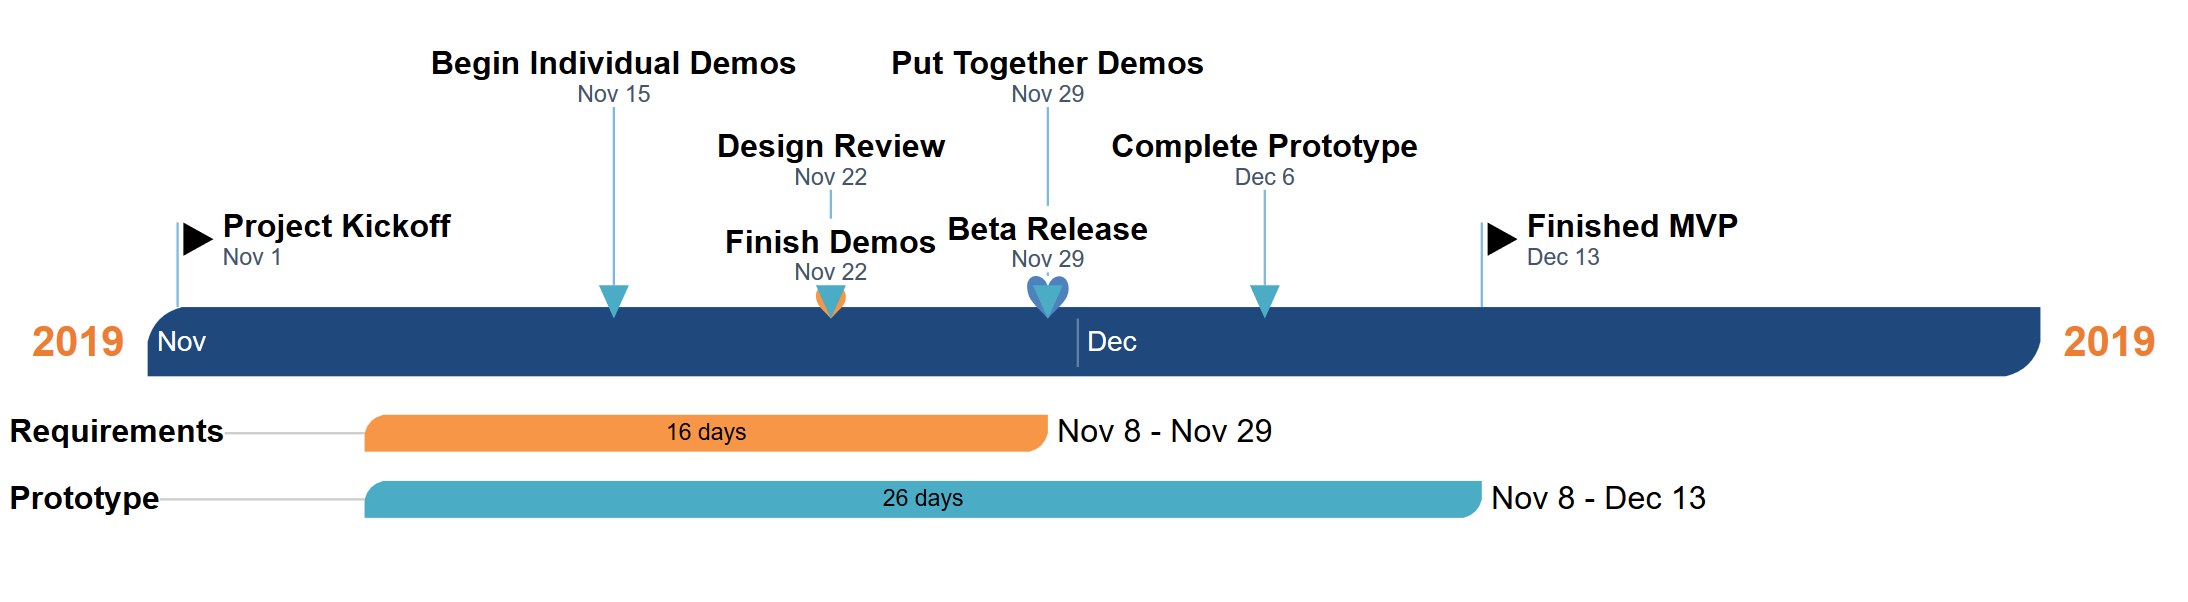 Begin Individual Demos
Nov 15
Put Together Demos
Nov 29
Design Review
Nov 22
Complete Prototype
Dec 6
Project Kickoff
Nov 1
Finish Demos
Nov 22
Beta Release
Nov 29
Finished MVP
Dec 13
2019
Nov
Dec
2019
Requirements
16 days
Nov 8 - Nov 29
Prototype
26 days
Nov 8 - Dec 13